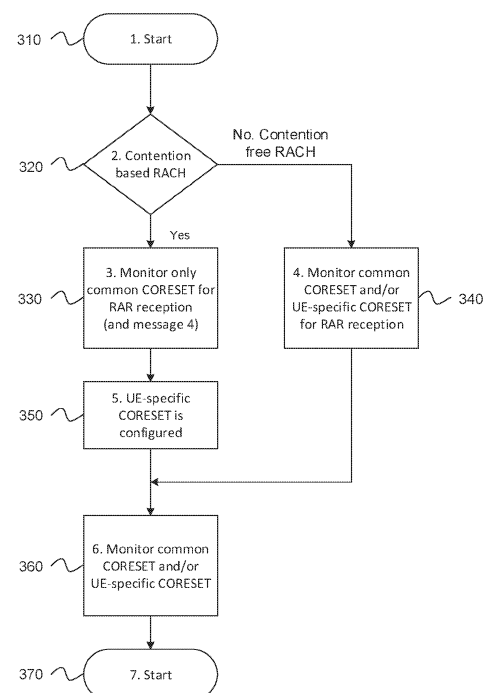 310
1. Start
320
2. Contention
based RACH
No. Contention
free RACH
Yes
330
3. Monitor only
common CORESET for
RAR reception
(and message 4)
4. Monitor common
CORESET and/or
UE-specific CORESET
for RAR reception
340
350
5. UE-specific
CORESET is
configured
360
6. Monitor common
CORESET and/or
UE-specific CORESET
370
7. Start